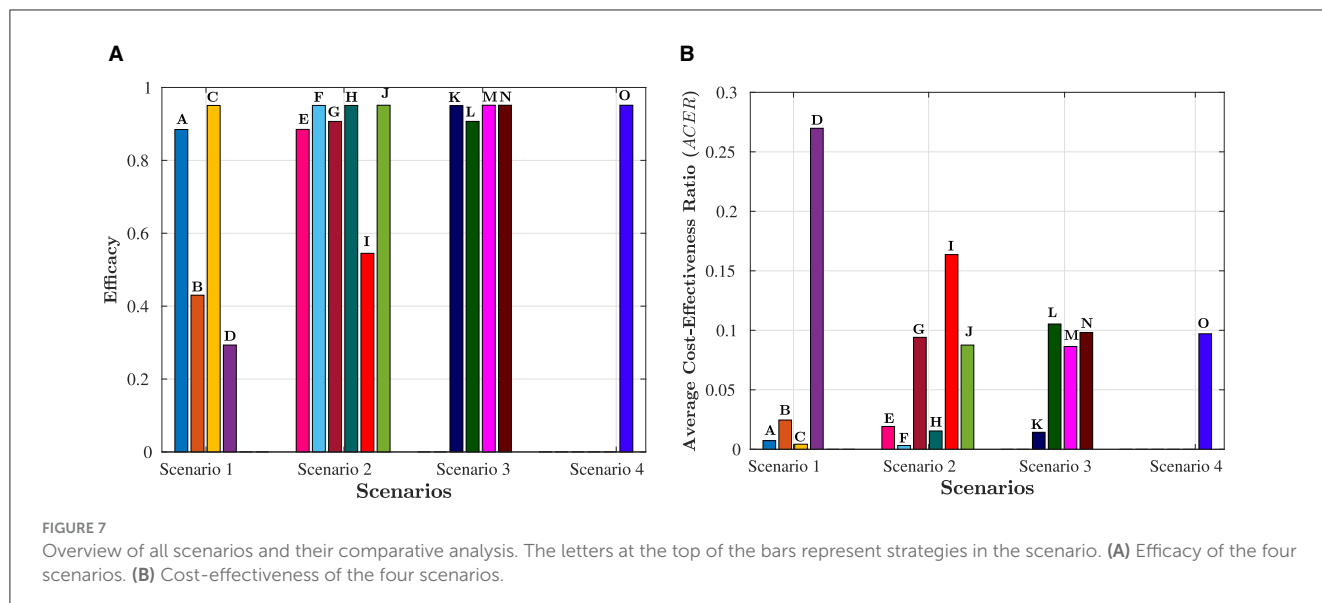 A
Efficacy
1
0.8
0.6
0.4
0.2
0
A
B
C
D
E
F
G
H
I
J
K
L
M
N
O
Scenario 1
Scenario 2
Scenario 3
Scenario 4
Scenarios
B
Average Cost-Effectiveness Ratio (ACER)
0.3
0.25
0.2
0.15
0.1
0.05
0
A
B
C
D
E
F
G
H
I
J
K
L
M
N
O
Scenario 1
Scenario 2
Scenario 3
Scenario 4
Scenarios
FIGURE 7
Overview of all scenarios and their comparative analysis. The letters at the top of the bars represent strategies in the scenario. (A) Efficacy of the four
scenarios. (B) Cost-effectiveness of the four scenarios.